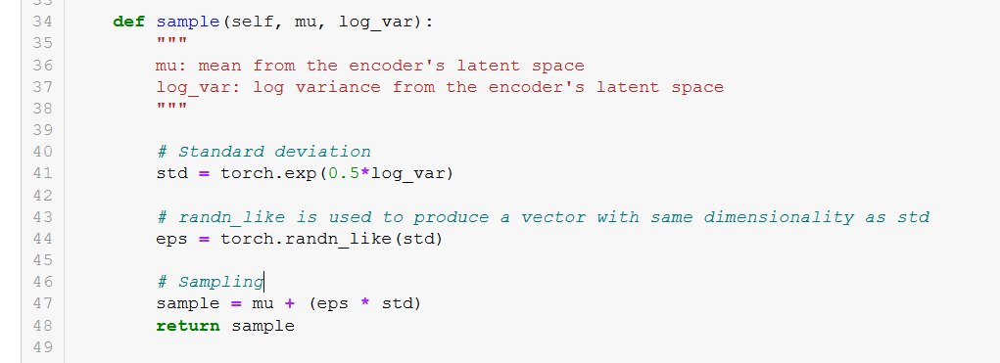 34 def sample(self, mu, log_var):
35 """
36 mu: mean from the encoder's latent space
37 log_var: log variance from the encoder's latent space
38 """
39
40 # Standard deviation
41 std = torch.exp(0.5*log_var)
42
43 # randn_like is used to produce a vector with same dimensionality as std
44 eps = torch.randn_like(std)
45
46 # Sampling
47 sample = mu + (eps * std)
48 return sample
49